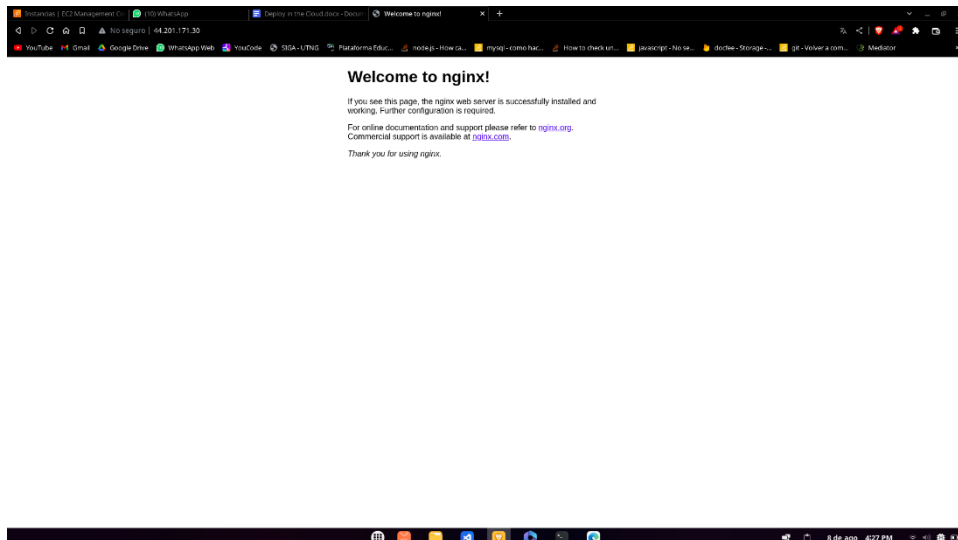 Instancias | EC2 Management Co
(10) WhatsApp
Deploy in the Cloud.docx - Docum
Welcome to nginx!
No seguro | 44.201.171.30
YouTube
Gmail
Google Drive
WhatsApp Web
YouCode
SIGA - UTNG
Plataforma Educ...
node.js - How ca...
mysql - como hac...
How to check un...
javascript - No se...
docfee - Storage -...
git - Volver a com...
Mediator
Welcome to nginx!
If you see this page, the nginx web server is successfully installed and
working. Further configuration is required.
For online documentation and support please refer to nginx.org.
Commercial support is available at nginx.com.
Thank you for using nginx.
8 de ago 4:27 PM